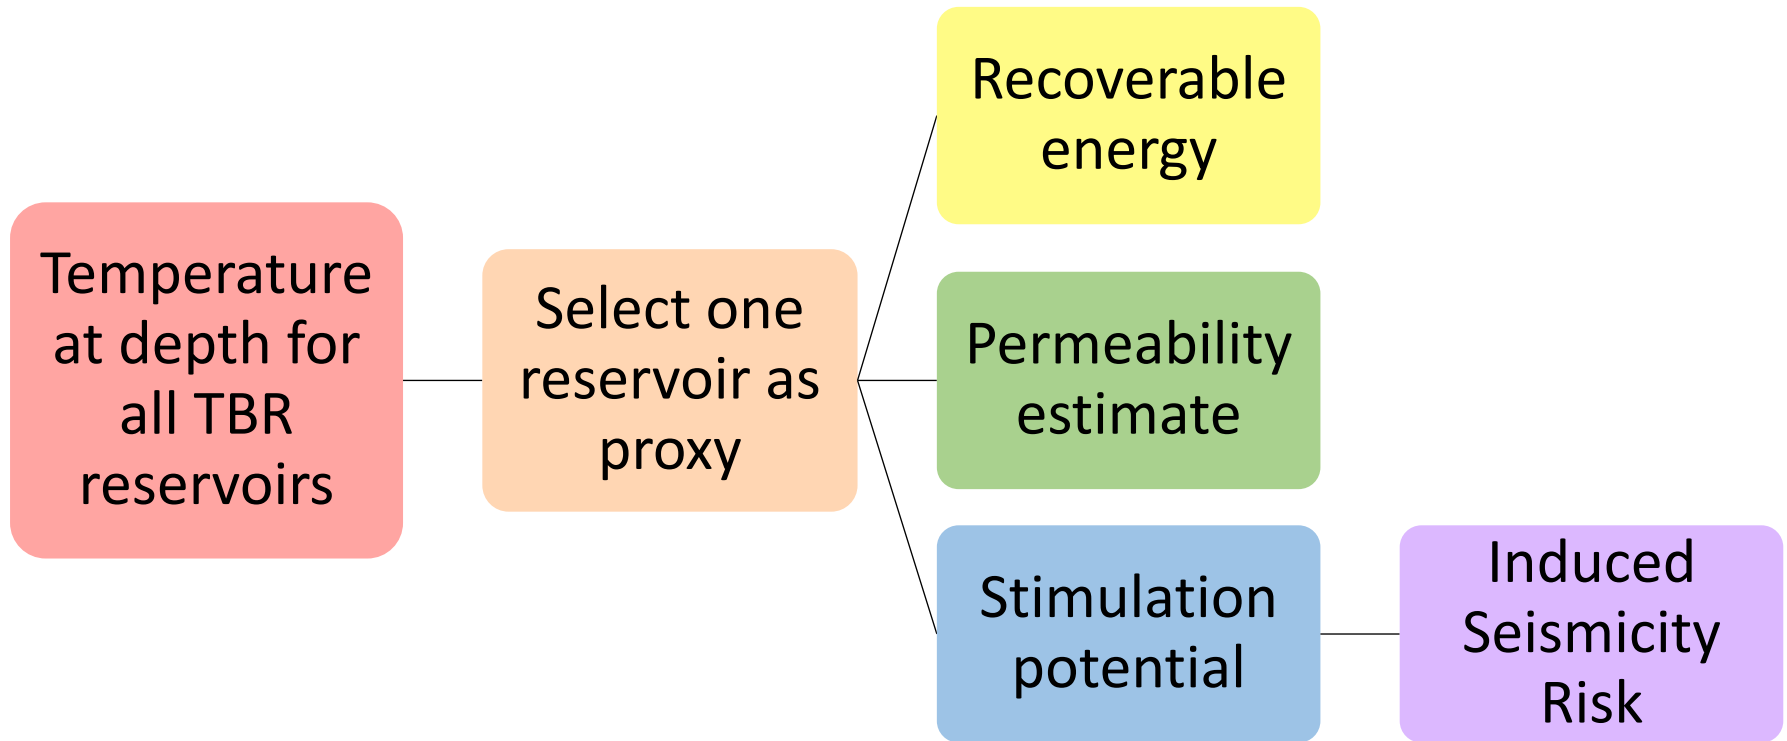 Temperature
at depth for
all TBR
reservoirs
Select one
reservoir as
proxy
Recoverable
energy
Permeability
estimate
Stimulation
potential
Induced
Seismicity
Risk